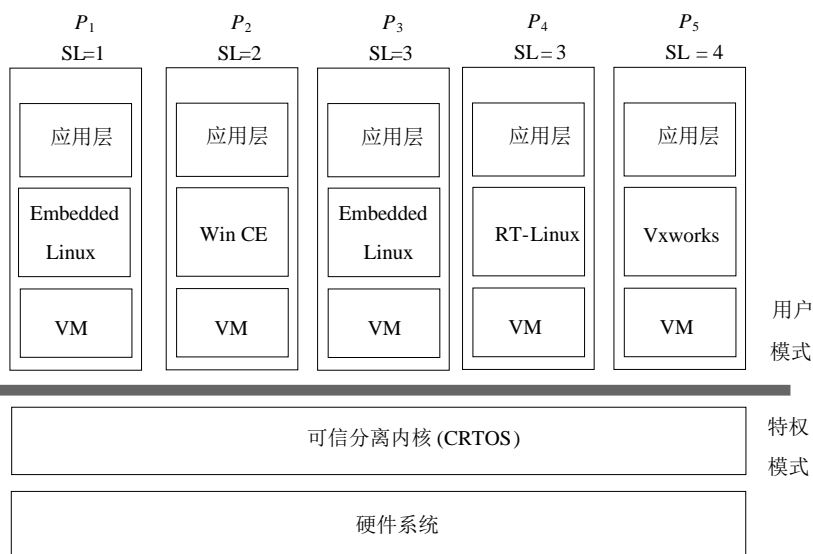 P1 P2 P3 P4 P5
SL=1 SL=2 SL=3 SL=3 SL=4
应用层 应用层 应用层 应用层 应用层
Embedded Linux Win CE Embedded Linux RT-Linux Vxworks
VM VM VM VM VM
用户
模式
可信分离内核(CRTOS)
特权
模式
硬件系统